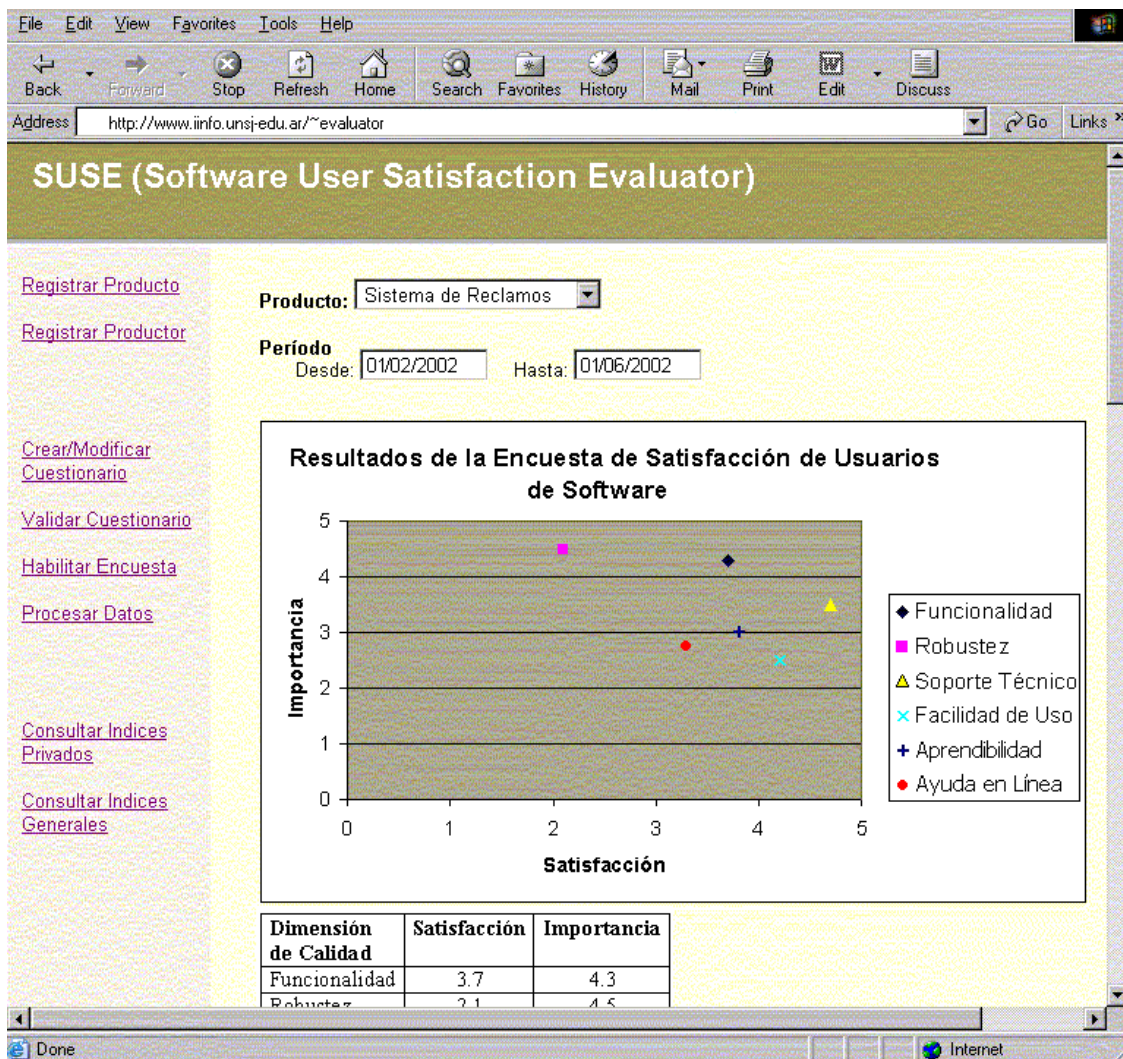 File Edit View Favorites Tools Help
Back Forward Stop Refresh Home Search Favorites History Mail Print Edit Discuss
Address http://www.iinfo.unsj-edu.ar/~evaluator Go Links »
SUSE (Software User Satisfaction Evaluator)
Registrar Producto
Registrar Productor
Crear/Modificar
Cuestionario
Validar Cuestionario
Habilitar Encuesta
Procesar Datos
Consultar Indices
Privados
Consultar Indices
Generales
Producto: Sistema de Reclamos
Período
Desde: 01/02/2002 Hasta: 01/06/2002
Resultados de la Encuesta de Satisfacción de Usuarios
de Software
Importancia
5
4
3
2
1
0
0 1 2 3 4 5
Satisfacción
Funcionalidad
Robustez
Soporte Técnico
Facilidad de Uso
Aprendibilidad
Ayuda en Línea
Dimensión Satisfacción Importancia
de Calidad
Funcionalidad 3.7 4.3
Robustez 2.1 4.5
Done Internet